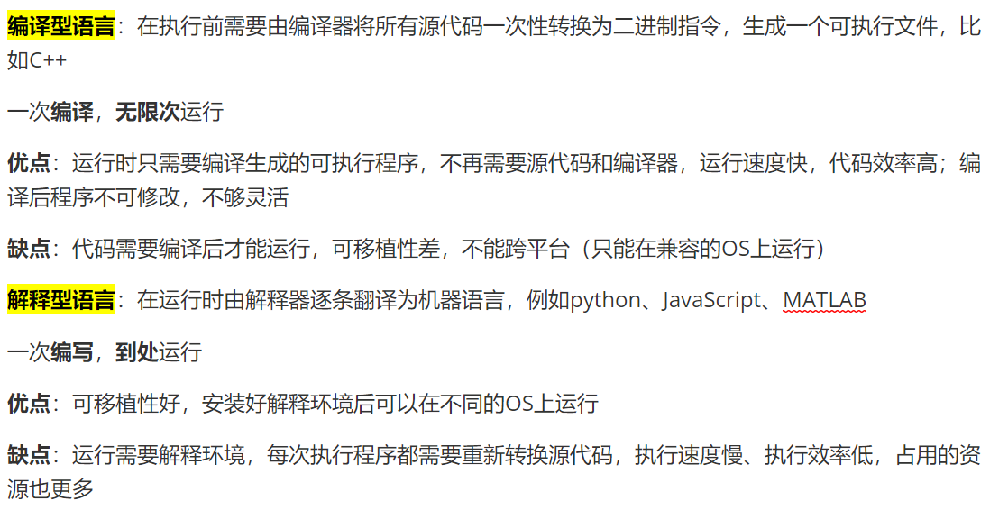 编译型语言：在执行前需要由编译器将所有源代码一次性转换为二进制指令，生成一个可执行文件，比
如C++
一次编译，无限次运行
优点：运行时只需要编译生成的可执行程序，不再需要源代码和编译器，运行速度快，代码效率高；编
译后程序不可修改，不够灵活
缺点：代码需要编译后才能运行，可移植性差，不能跨平台（只能在兼容的OS上运行）
解释型语言：在运行时由解释器逐条翻译为机器语言，例如python、JavaScript、MATLAB
一次编写，到处运行
优点：可移植性好，安装好解释环境后可以在不同的OS上运行
缺点：运行需要解释环境，每次执行程序都需要重新转换源代码，执行速度慢、执行效率低，占用的资
源也更多